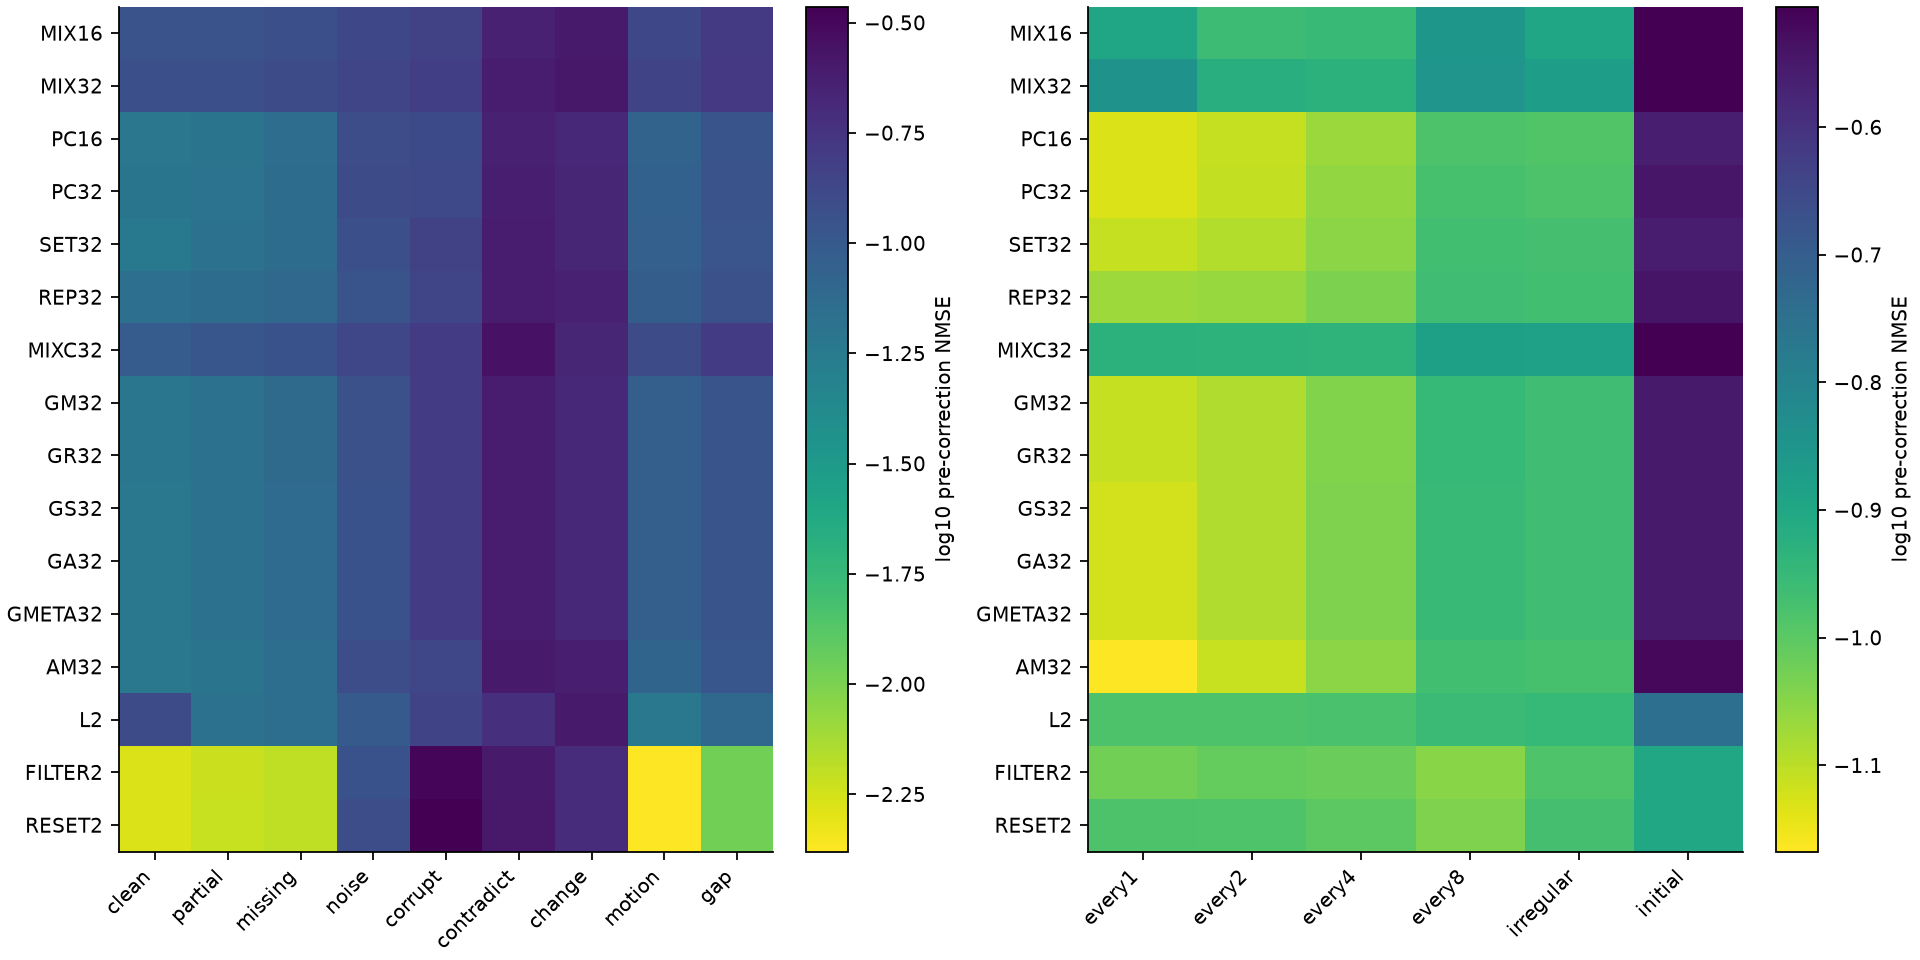 MIX16
MIX32
PC16
PC32
SET32
REP32
MIXC32
GM32
GR32
GS32
GA32
GMETA32
AM32
L2
FILTER2
RESET2
clean
partial
missing
noise
corrupt
contradict
change
motion
gap
−0.50
−0.75
−1.00
−1.25
−1.50
−1.75
−2.00
−2.25
log10 pre-correction NMSE
MIX16
MIX32
PC16
PC32
SET32
REP32
MIXC32
GM32
GR32
GS32
GA32
GMETA32
AM32
L2
FILTER2
RESET2
every1
every2
every4
every8
irregular
initial
−0.6
−0.7
−0.8
−0.9
−1.0
−1.1
log10 pre-correction NMSE